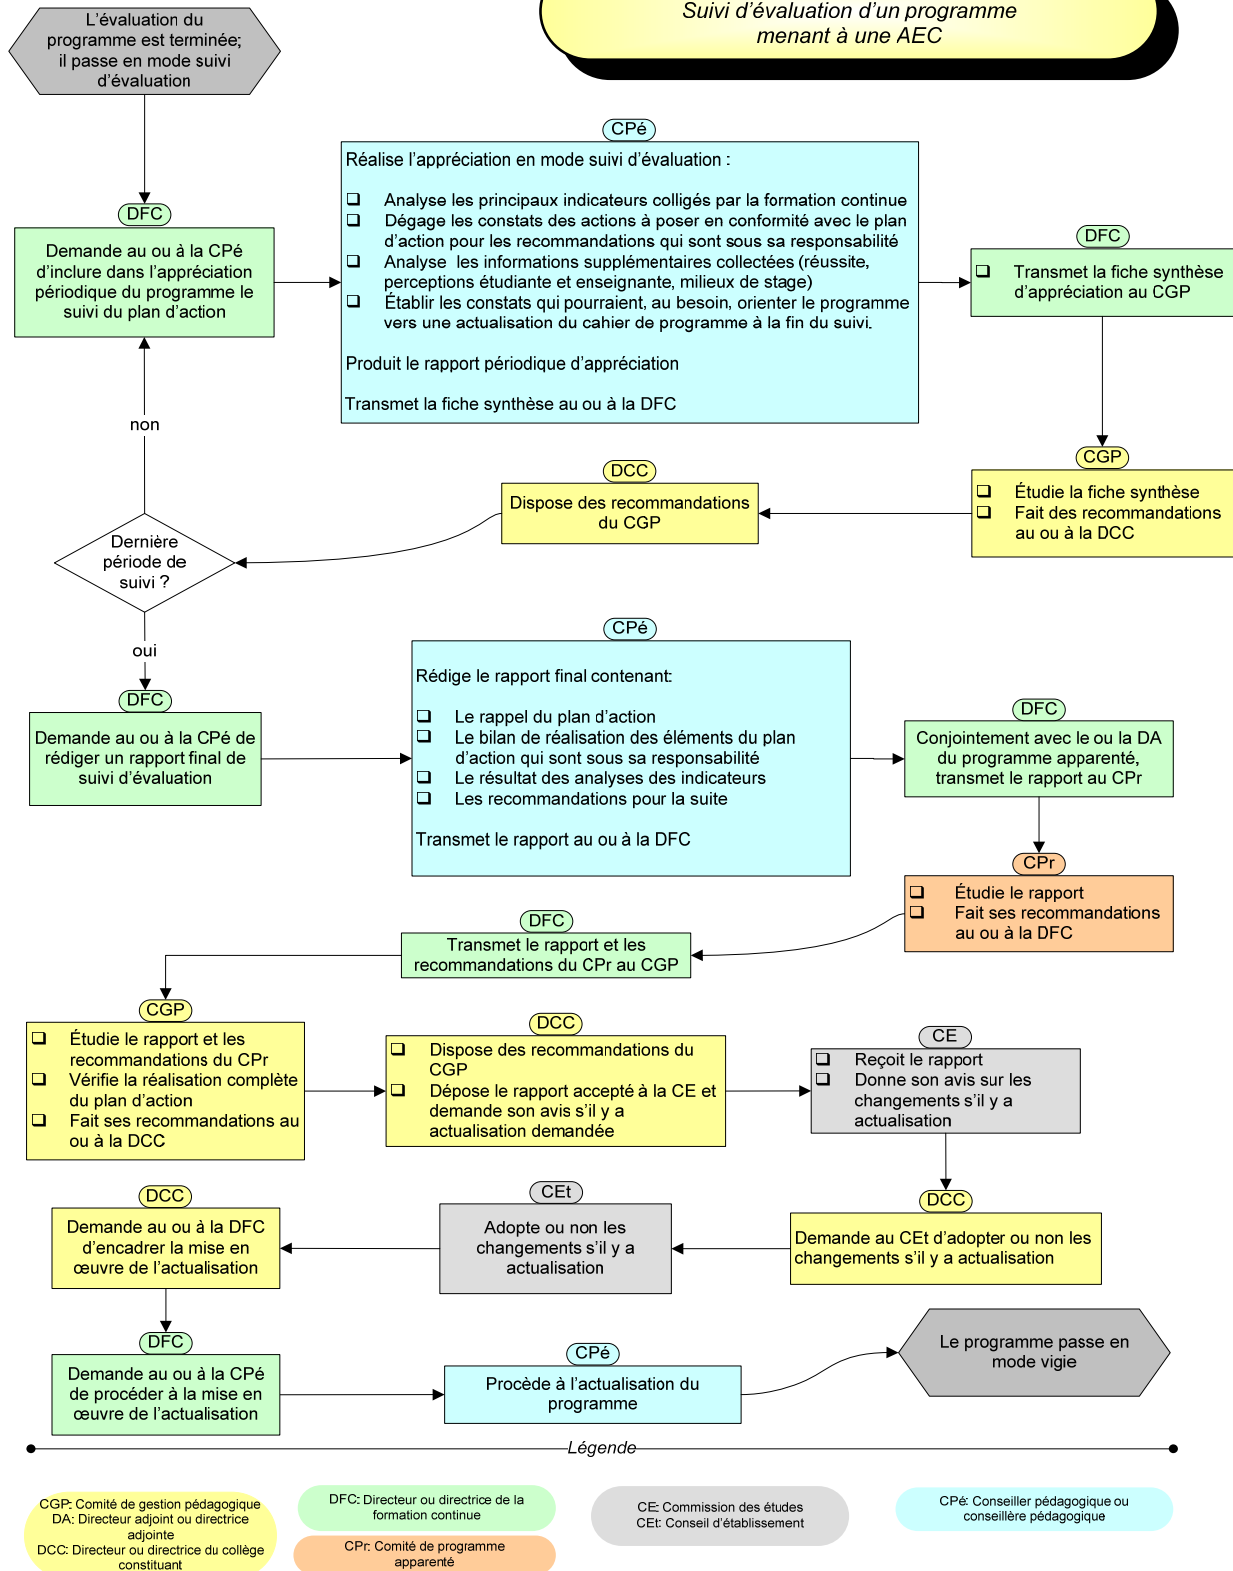 Suivi d'évaluation d'un programme
menant à une AEC
L'évaluation du
programme est terminée;
il passe en mode suivi
d'évaluation
DFC
Demande au ou à la CPé
d'inclure dans l'appréciation
périodique du programme le
suivi du plan d'action
CPé
Réalise l'appréciation en mode suivi d'évaluation :
❑ Analyse les principaux indicateurs colligés par la formation continue
❑ Dégage les constats des actions à poser en conformité avec le plan
d'action pour les recommandations qui sont sous sa responsabilité
❑ Analyse les informations supplémentaires collectées (réussite,
perceptions étudiante et enseignante, milieux de stage)
❑ Établir les constats qui pourraient, au besoin, orienter le programme
vers une actualisation du cahier de programme à la fin du suivi.
Produit le rapport périodique d'appréciation
Transmet la fiche synthèse au ou à la DFC
DFC
❑ Transmet la fiche synthèse
d'appréciation au CGP
CGP
❑ Étudie la fiche synthèse
❑ Fait des recommandations
au ou à la DCC
DCC
Dispose des recommandations
du CGP
Dernière
période de
suivi ?
non
oui
DFC
Demande au ou à la CPé de
rédiger un rapport final de
suivi d'évaluation
CPé
Rédige le rapport final contenant:
❑ Le rappel du plan d'action
❑ Le bilan de réalisation des éléments du plan
d'action qui sont sous sa responsabilité
❑ Le résultat des analyses des indicateurs
❑ Les recommandations pour la suite
Transmet le rapport au ou à la DFC
DFC
Conjointement avec le ou la DA
du programme apparenté,
transmet le rapport au CPr
CPr
❑ Étudie le rapport
❑ Fait ses recommandations
au ou à la DFC
DFC
Transmet le rapport et les
recommandations du CPr au CGP
CGP
❑ Étudie le rapport et les
recommandations du CPr
❑ Vérifie la réalisation complète
du plan d'action
❑ Fait ses recommandations au
ou à la DCC
DCC
❑ Dispose des recommandations du
CGP
❑ Dépose le rapport accepté à la CE et
demande son avis s'il y a
actualisation demandée
CE
❑ Reçoit le rapport
❑ Donne son avis sur les
changements s'il y a
actualisation
DCC
Demande au CEt d'adopter ou non les
changements s'il y a actualisation
CEt
Adopte ou non les
changements s'il y a
actualisation
DCC
Demande au ou à la DFC
d'encadrer la mise en
œuvre de l'actualisation
DFC
Demande au ou à la CPé
de procéder à la mise en
œuvre de l'actualisation
CPé
Procède à l'actualisation du
programme
Le programme passe en
mode vigie
Légende
CGP: Comité de gestion pédagogique
DA: Directeur adjoint ou directrice
adjointe
DCC: Directeur ou directrice du collège
constituant
DFC: Directeur ou directrice de la
formation continue
CPr: Comité de programme
apparenté
CE: Commission des études
CEt: Conseil d'établissement
CPé: Conseiller pédagogique ou
conseillère pédagogique